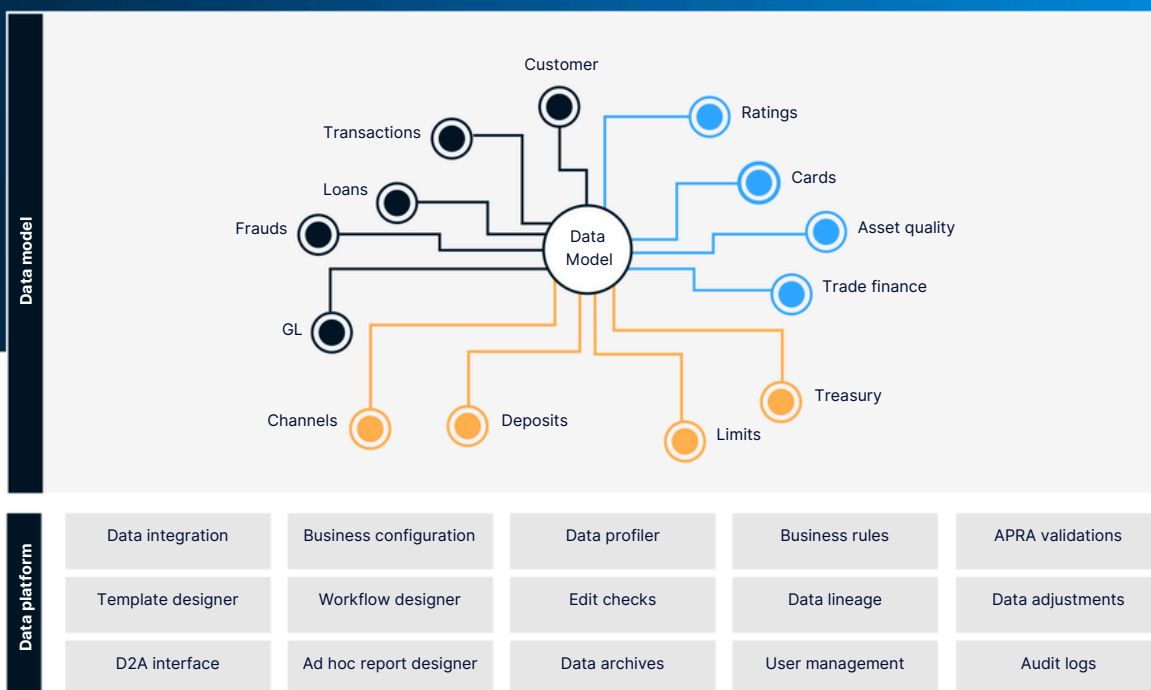 Data model
Customer
Ratings
Transactions
Cards
Loans
Frauds
Asset quality
Data
Model
Trade finance
GL
Treasury
Channels
Deposits
Limits
Data platform
Data integration
Business configuration
Data profiler
Business rules
APRA validations
Template designer
Workflow designer
Edit checks
Data lineage
Data adjustments
D2A interface
Ad hoc report designer
Data archives
User management
Audit logs